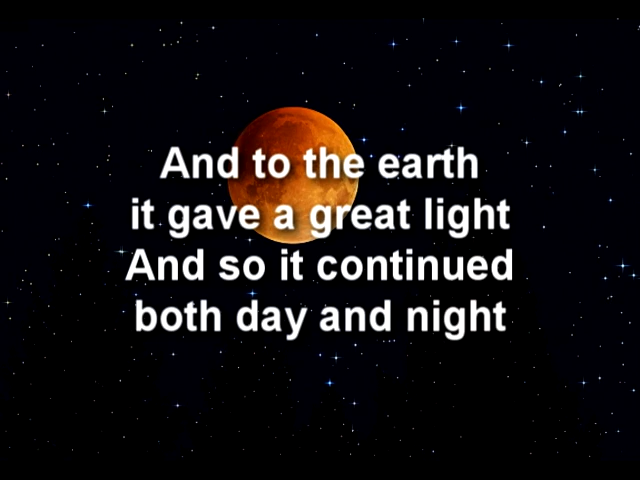 And to the earth
it gave a great light
And so it continued
both day and night